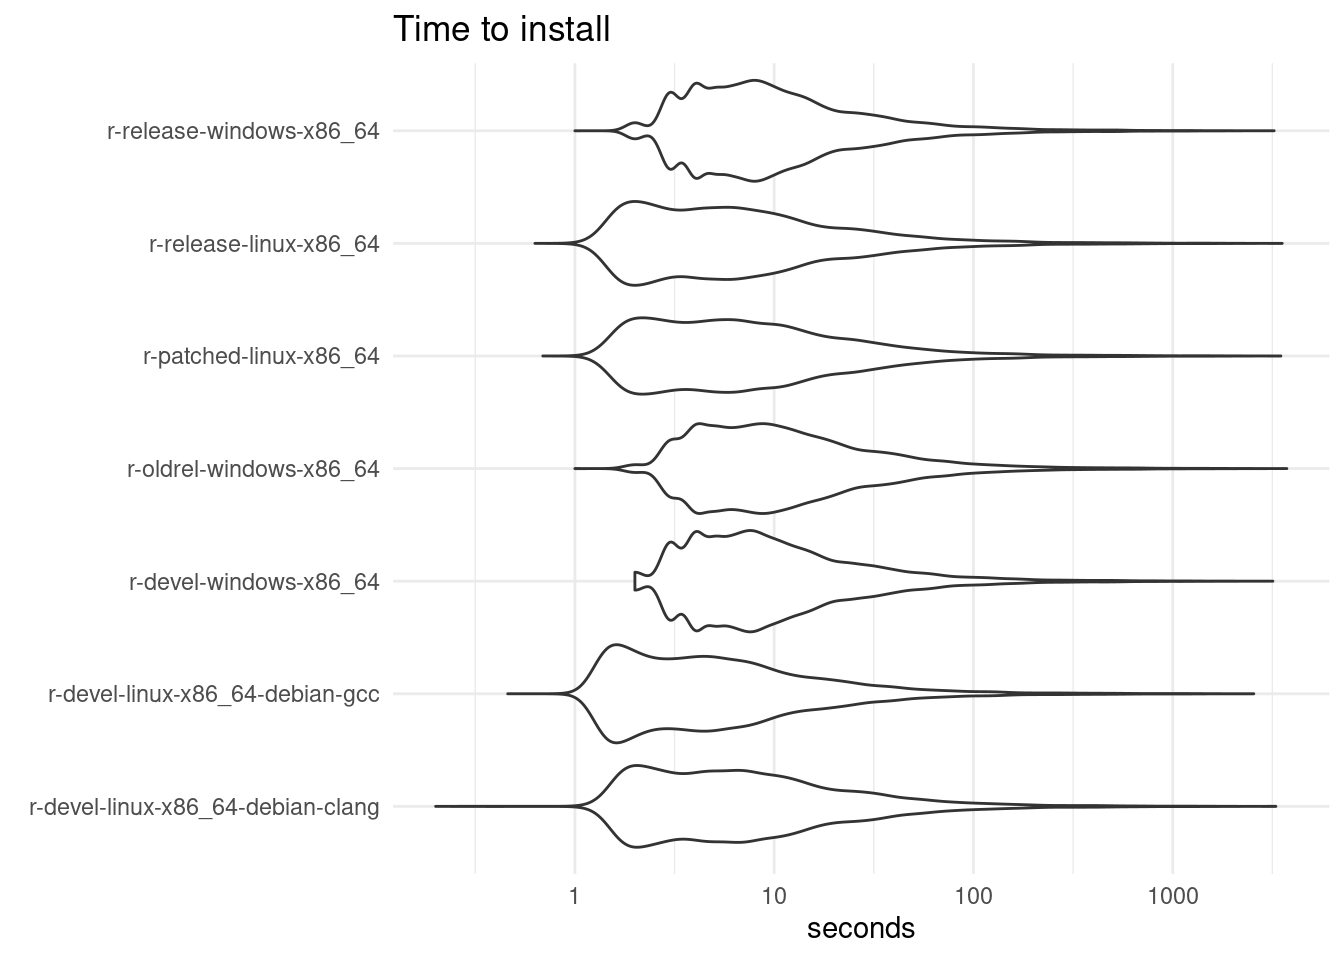 Time to install
r-release-windows-x86_64
r-release-linux-x86_64
r-patched-linux-x86_64
r-oldrel-windows-x86_64
r-devel-windows-x86_64
r-devel-linux-x86_64-debian-gcc
r-devel-linux-x86_64-debian-clang
1 10 100 1000
seconds